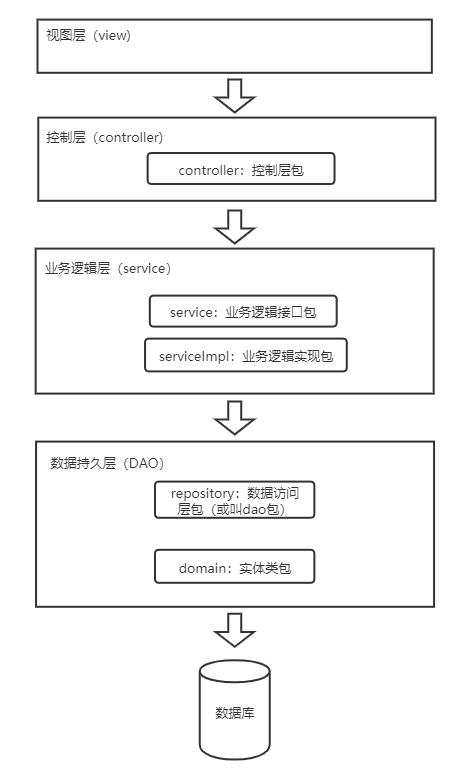 视图层（view)
控制层（controller)
controller：控制层包
业务逻辑层（service）
service：业务逻辑接口包
serviceImpl：业务逻辑实现包
数据持久层（DAO）
repository：数据访问
层包（或叫dao包）
domain：实体类包
数据库